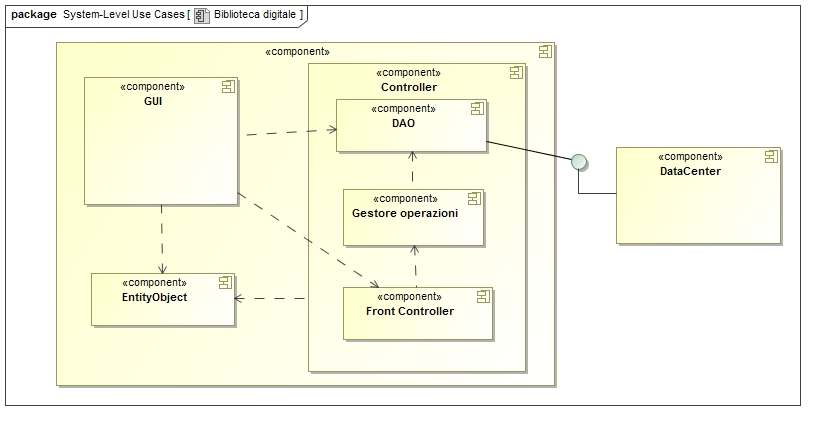 package System-Level Use Cases [ Biblioteca digitale ]
«component»
«component»
GUI
«component»
Controller
«component»
DAO
«component»
DataCenter
«component»
Gestore operazioni
«component»
EntityObject
«component»
Front Controller